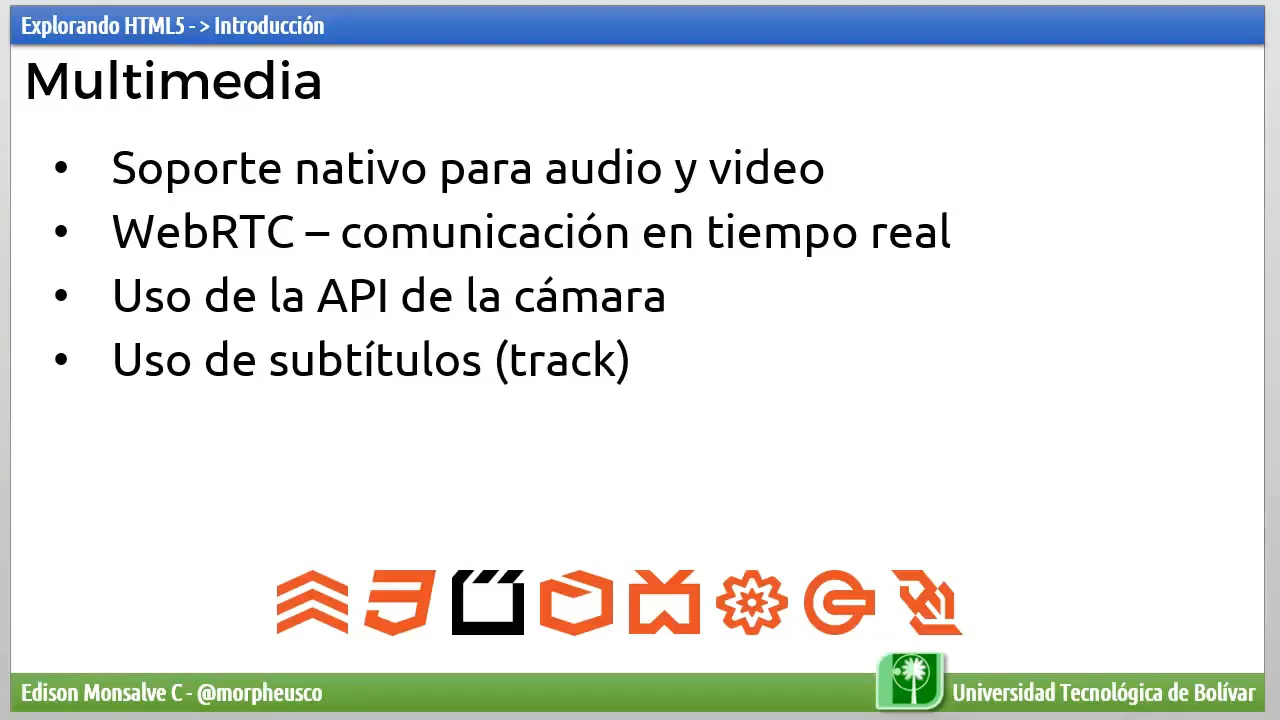 Explorando HTML5 - > Introducción
Multimedia
• Soporte nativo para audio y video
• WebRTC – comunicación en tiempo real
• Uso de la API de la cámara
• Uso de subtítulos (track)
Edison Monsalve C - @morpheusco
Universidad Tecnológica de Bolívar